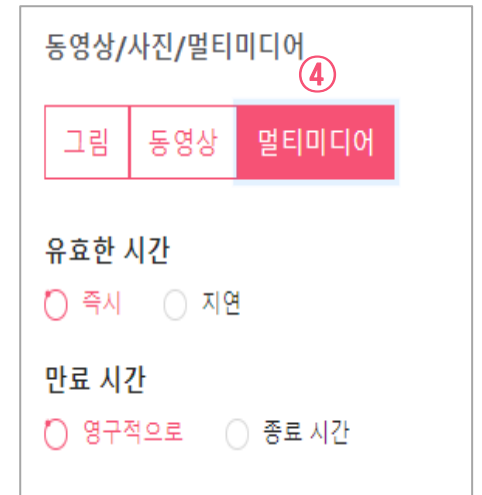 동영상/사진/멀티미디어
④
그림 동영상 멀티미디어
유효한 시간
즉시 지연
만료 시간
영구적으로 종료 시간